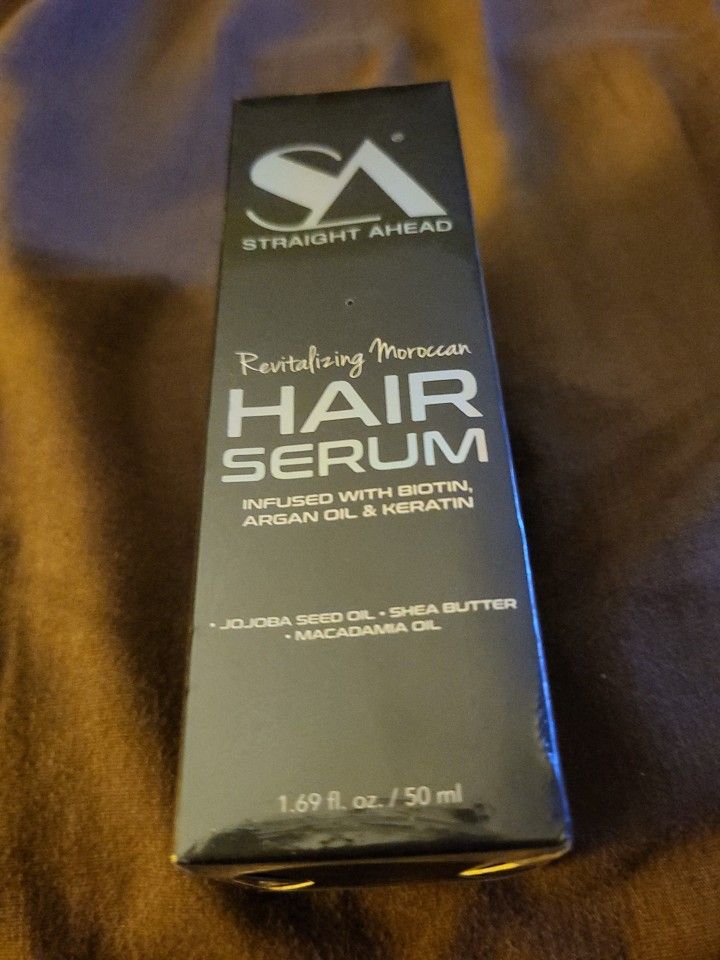 SA®
STRAIGHT AHEAD
Revitalizing Moroccan
HAIR
SERUM
INFUSED WITH BIOTIN,
ARGAN OIL & KERATIN
• JOJOBA SEED OIL • SHEA BUTTER
• MACADAMIA OIL
1.69 fl. oz. / 50 ml